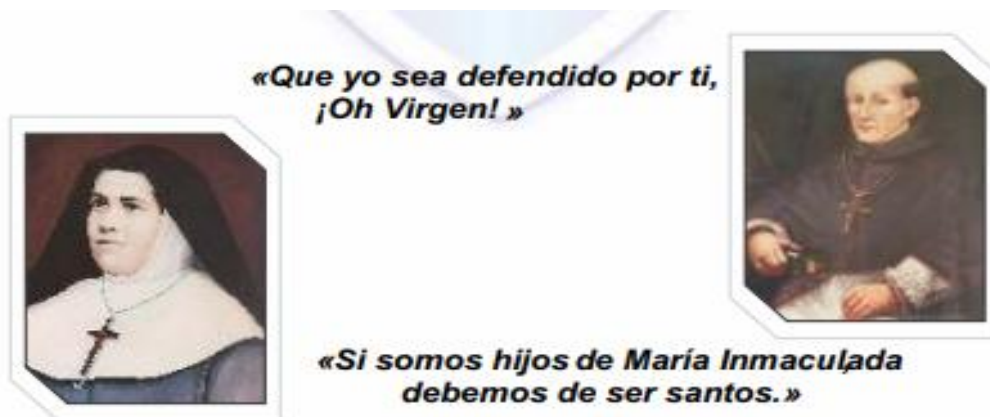 «Que yo sea defendido por ti,
¡Oh Virgen! »
«Si somos hijos de María Inmaculada
debemos de ser santos.»